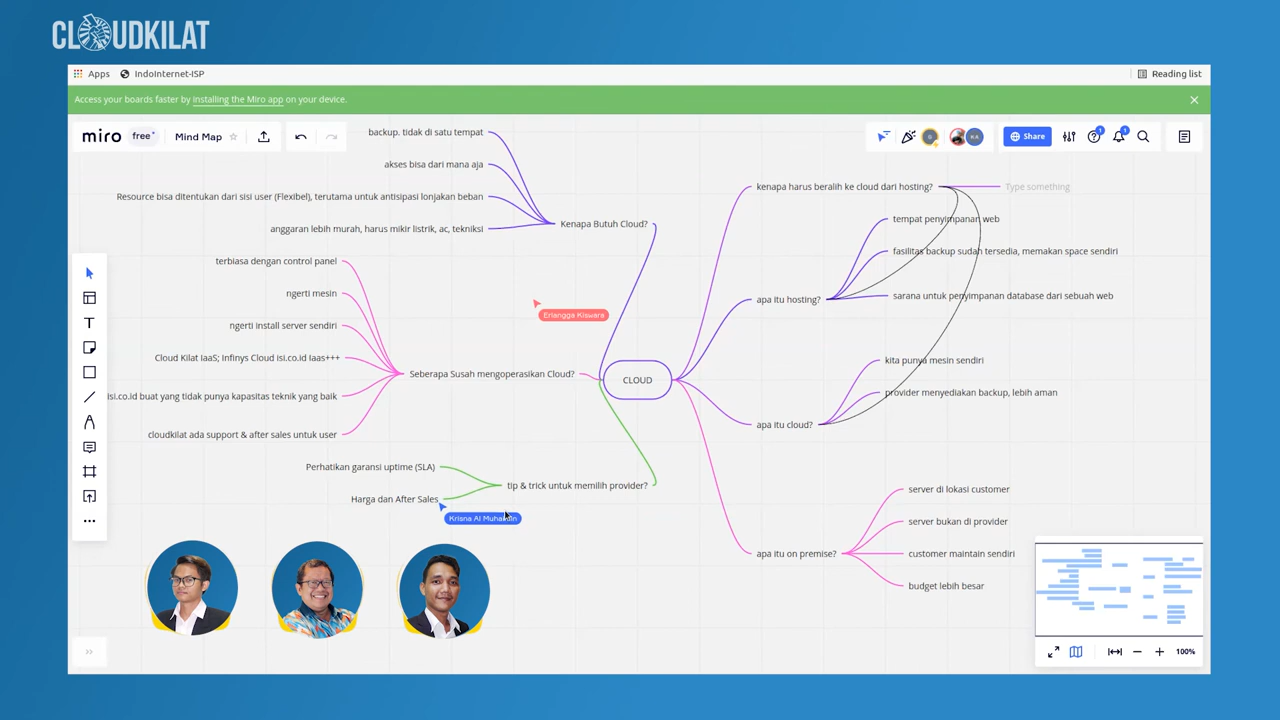 CLOUDKILAT
Apps
IndoInternet-ISP
Reading list
Access your boards faster by installing the Miro app on your device.
miro
free
Mind Map
Share
backup. tidak di satu tempat
akses bisa dari mana aja
Resource bisa ditentukan dari sisi user (Flexibel), terutama untuk antisipasi lonjakan beban
anggaran lebih murah, harus mikir listrik, ac, tekniksi
Kenapa Butuh Cloud?
terbiasa dengan control panel
ngerti mesin
ngerti install server sendiri
Cloud Kilat IaaS; Infinys Cloud isi.co.id Iaas+++
isi.co.id buat yang tidak punya kapasitas teknik yang baik
cloudkilat ada support & after sales untuk user
Seberapa Susah mengoperasikan Cloud?
Erlangga Kiswara
Perhatikan garansi uptime (SLA)
Harga dan After Sales
tip & trick untuk memilih provider?
Krisna Al
CLOUD
kenapa harus beralih ke cloud dari hosting?
Type something
tempat penyimpanan web
fasilitas backup sudah tersedia, memakan space sendiri
sarana untuk penyimpanan database dari sebuah web
apa itu hosting?
kita punya mesin sendiri
provider menyediakan backup, lebih aman
apa itu cloud?
server di lokasi customer
server bukan di provider
customer maintain sendiri
budget lebih besar
apa itu on premise?
100%